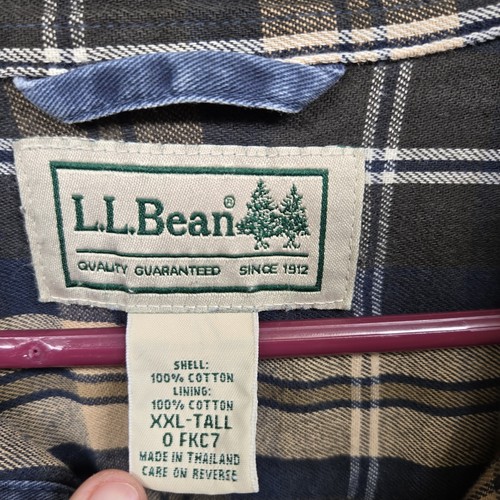 L.L.Bean®
QUALITY GUARANTEED SINCE 1912
SHELL:
100% COTTON
LINING:
100% COTTON
XXL-TALL
0 FKC7
MADE IN THAILAND
CARE ON REVERSE